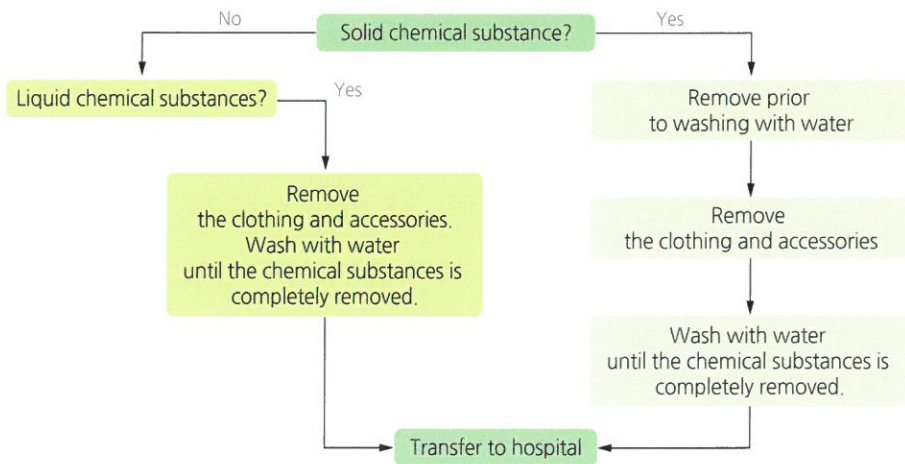 No
Solid chemical substance?
Yes
Liquid chemical substances?
Yes
Remove prior
to washing with water
Remove
the clothing and accessories.
Wash with water
until the chemical substances is
completely removed.
Remove
the clothing and accessories
Wash with water
until the chemical substances is
completely removed.
Transfer to hospital